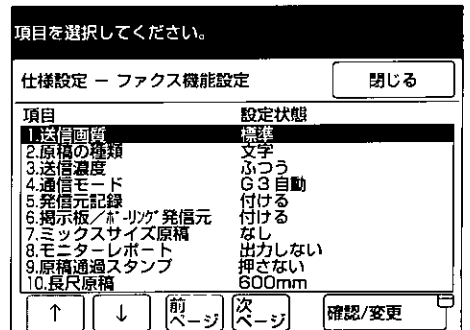 項目を選択してください。
仕様設定 － ファクス機能設定 閉じる
項目 設定状態
1.送信画質 標準
2.原稿の種類 文字
3.送信濃度 ふつう
4.通信モード G3自動
5.発信元記録 付ける
6.掲示板／ﾎﾟｰリング発信元 付ける
7.ミックスサイズ原稿 なし
8.モニターレポート 出力しない
9.原稿通過スタンプ 押さない
10.長尺原稿 600mm
↑ ↓ 前ページ 次ページ 確認/変更